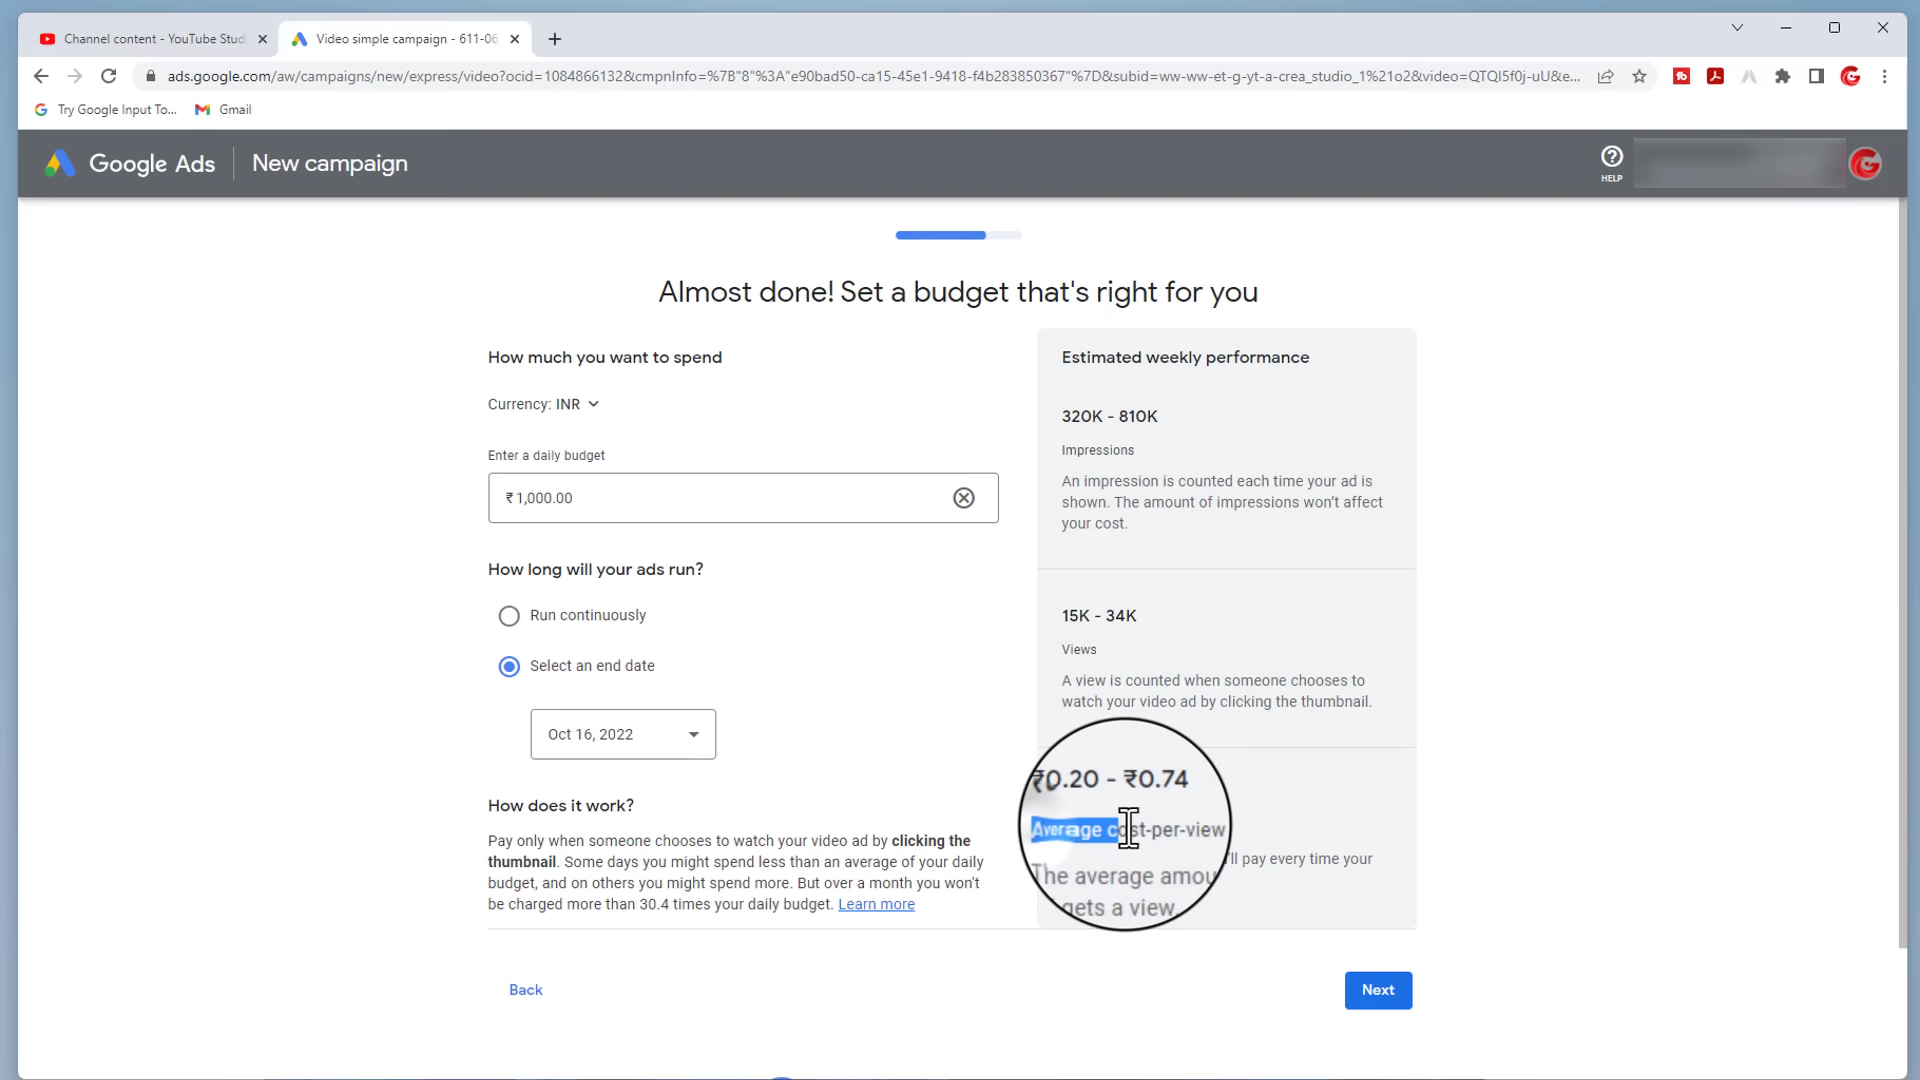 Channel content - YouTube Stud
Video simple campaign - 611-06
ads.google.com/aw/campaigns/new/express/video?ocid=1084866132&cmpnInfo=%7B"8"%3A"e90bad50-ca15-45e1-9418-f4b283850367"%7D&subid=ww-ww-et-g-yt-a-crea_studio_1%21o2&video=QTQI5f0j-uU&e...
Try Google Input To...
Gmail
Google Ads
New campaign
HELP
Almost done! Set a budget that's right for you
How much you want to spend
Currency: INR
Enter a daily budget
₹1,000.00
How long will your ads run?
Run continuously
Select an end date
Oct 16, 2022
How does it work?
Pay only when someone chooses to watch your video ad by clicking the
thumbnail. Some days you might spend less than an average of your daily
budget, and on others you might spend more. But over a month you won't
be charged more than 30.4 times your daily budget. Learn more
Estimated weekly performance
320K - 810K
Impressions
An impression is counted each time your ad is
shown. The amount of impressions won't affect
your cost.
15K - 34K
Views
A view is counted when someone chooses to
watch your video ad by clicking the thumbnail.
₹0.20 - ₹0.74
Average cost-per-view
The average amou 'll pay every time your
gets a view
Back
Next